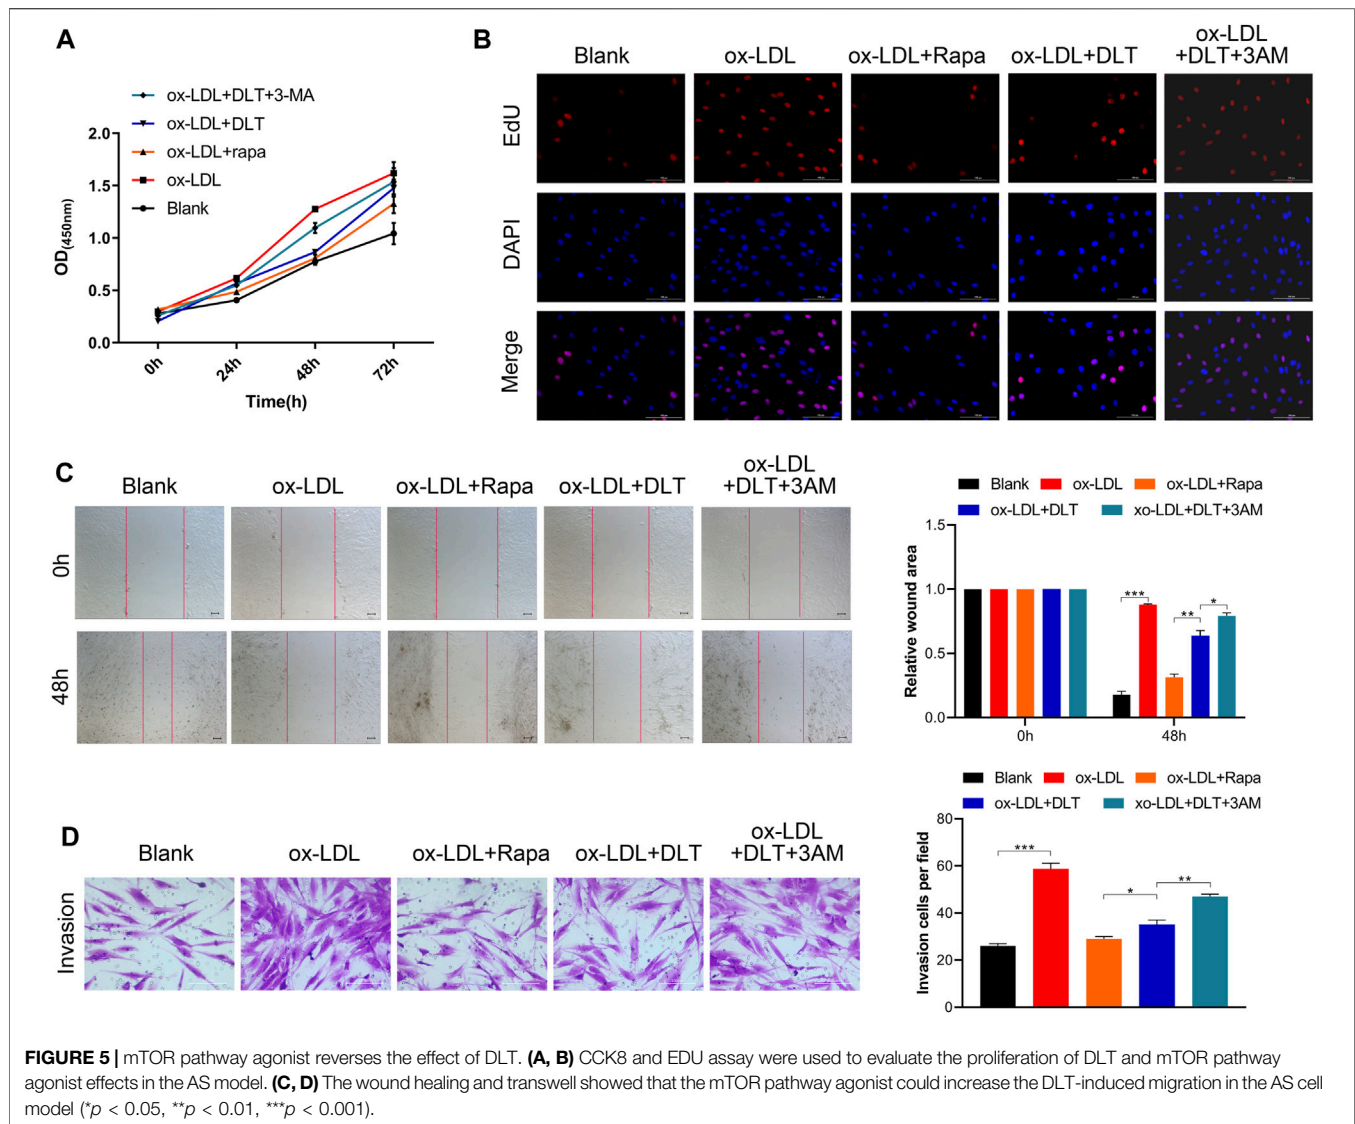 A
ox-LDL+DLT+3-MA
ox-LDL+DLT
ox-LDL+rapa
ox-LDL
Blank
2.0
1.5
1.0
0.5
0.0
OD(450nm)
0h
24h
48h
72h
Time(h)
B
Blank
ox-LDL
ox-LDL+Rapa
ox-LDL+DLT
ox-LDL
+DLT+3AM
EdU
DAPI
Merge
C
Blank
ox-LDL
ox-LDL+Rapa
ox-LDL+DLT
ox-LDL
+DLT+3AM
0h
48h
Blank
ox-LDL
ox-LDL+Rapa
ox-LDL+DLT
xo-LDL+DLT+3AM
1.5
1.0
0.5
0.0
Relative wound area
***
**
*
0h
48h
D
Blank
ox-LDL
ox-LDL+Rapa
ox-LDL+DLT
ox-LDL
+DLT+3AM
Invasion
Blank
ox-LDL
ox-LDL+Rapa
ox-LDL+DLT
xo-LDL+DLT+3AM
80
60
40
20
0
Invasion cells per field
***
*
**
FIGURE 5 | mTOR pathway agonist reverses the effect of DLT. (A, B) CCK8 and EDU assay were used to evaluate the proliferation of DLT and mTOR pathway
agonist effects in the AS model. (C, D) The wound healing and transwell showed that the mTOR pathway agonist could increase the DLT-induced migration in the AS cell
model (*p < 0.05, **p < 0.01, ***p < 0.001).